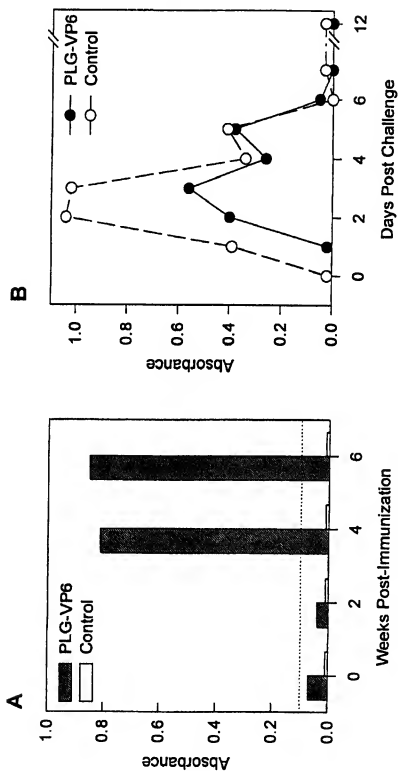 A
PLG-VP6
Control
1.0
0.8
0.6
0.4
0.2
0.0
Absorbance
0 2 4 6
Weeks Post-Immunization
B
PLG-VP6
Control
1.0
0.8
0.6
0.4
0.2
0.0
Absorbance
0 2 4 6 12
Days Post Challenge